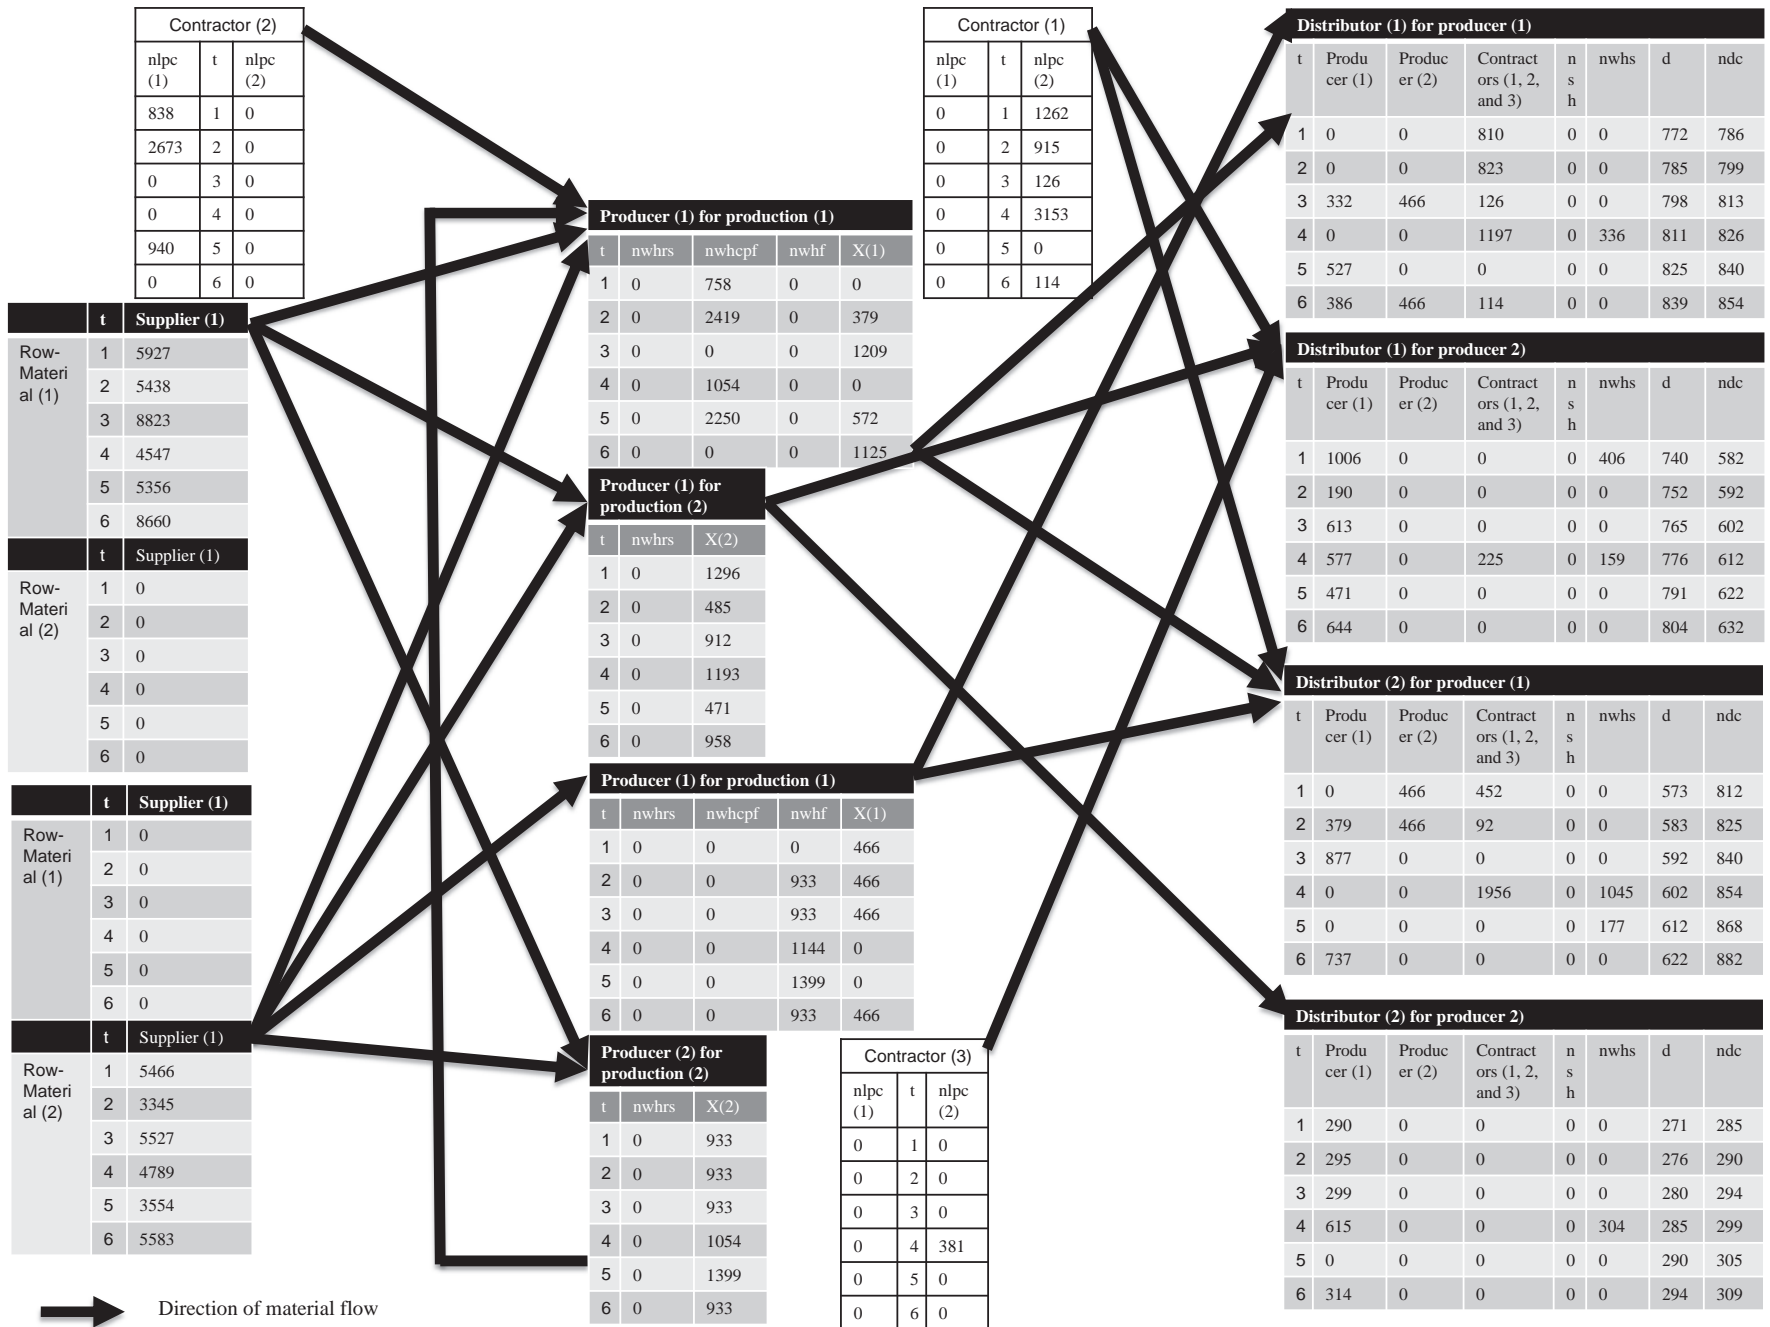 Contractor (2)
nlpc (1) t nlpc (2)
838 1 0
2673 2 0
0 3 0
0 4 0
940 5 0
0 6 0
t Supplier (1)
Row-Material (1)
1 5927
2 5438
3 8823
4 4547
5 5356
6 8660
t Supplier (1)
Row-Material (2)
1 0
2 0
3 0
4 0
5 0
6 0
t Supplier (1)
Row-Material (1)
1 0
2 0
3 0
4 0
5 0
6 0
t Supplier (1)
Row-Material (2)
1 5466
2 3345
3 5527
4 4789
5 3554
6 5583
Direction of material flow
Producer (1) for production (1)
t nwhrs nwhcpf nwhf X(1)
1 0 758 0 0
2 0 2419 0 379
3 0 0 0 1209
4 0 1054 0 0
5 0 2250 0 572
6 0 0 0 1125
Producer (1) for
production (2)
t nwhrs X(2)
1 0 1296
2 0 485
3 0 912
4 0 1193
5 0 471
6 0 958
Producer (1) for production (1)
t nwhrs nwhcpf nwhf X(1)
1 0 0 0 466
2 0 0 933 466
3 0 0 933 466
4 0 0 1144 0
5 0 0 1399 0
6 0 0 933 466
Producer (2) for
production (2)
t nwhrs X(2)
1 0 933
2 0 933
3 0 933
4 0 1054
5 0 1399
6 0 933
Contractor (1)
nlpc (1) t nlpc (2)
0 1 1262
0 2 915
0 3 126
0 4 3153
0 5 0
0 6 114
Contractor (3)
nlpc (1) t nlpc (2)
0 1 0
0 2 0
0 3 0
0 4 381
0 5 0
0 6 0
Distributor (1) for producer (1)
t Producer (1) Producer (2) Contractors (1, 2, and 3) nsh nwhs d ndc
1 0 0 810 0 0 772 786
2 0 0 823 0 0 785 799
3 332 466 126 0 0 798 813
4 0 0 1197 0 336 811 826
5 527 0 0 0 0 825 840
6 386 466 114 0 0 839 854
Distributor (1) for producer 2)
t Producer (1) Producer (2) Contractors (1, 2, and 3) nsh nwhs d ndc
1 1006 0 0 0 406 740 582
2 190 0 0 0 0 752 592
3 613 0 0 0 0 765 602
4 577 0 225 0 159 776 612
5 471 0 0 0 0 791 622
6 644 0 0 0 0 804 632
Distributor (2) for producer (1)
t Producer (1) Producer (2) Contractors (1, 2, and 3) nsh nwhs d ndc
1 0 466 452 0 0 573 812
2 379 466 92 0 0 583 825
3 877 0 0 0 0 592 840
4 0 0 1956 0 1045 602 854
5 0 0 0 0 177 612 868
6 737 0 0 0 0 622 882
Distributor (2) for producer 2)
t Producer (1) Producer (2) Contractors (1, 2, and 3) nsh nwhs d ndc
1 290 0 0 0 0 271 285
2 295 0 0 0 0 276 290
3 299 0 0 0 0 280 294
4 615 0 0 0 304 285 299
5 0 0 0 0 0 290 305
6 314 0 0 0 0 294 309